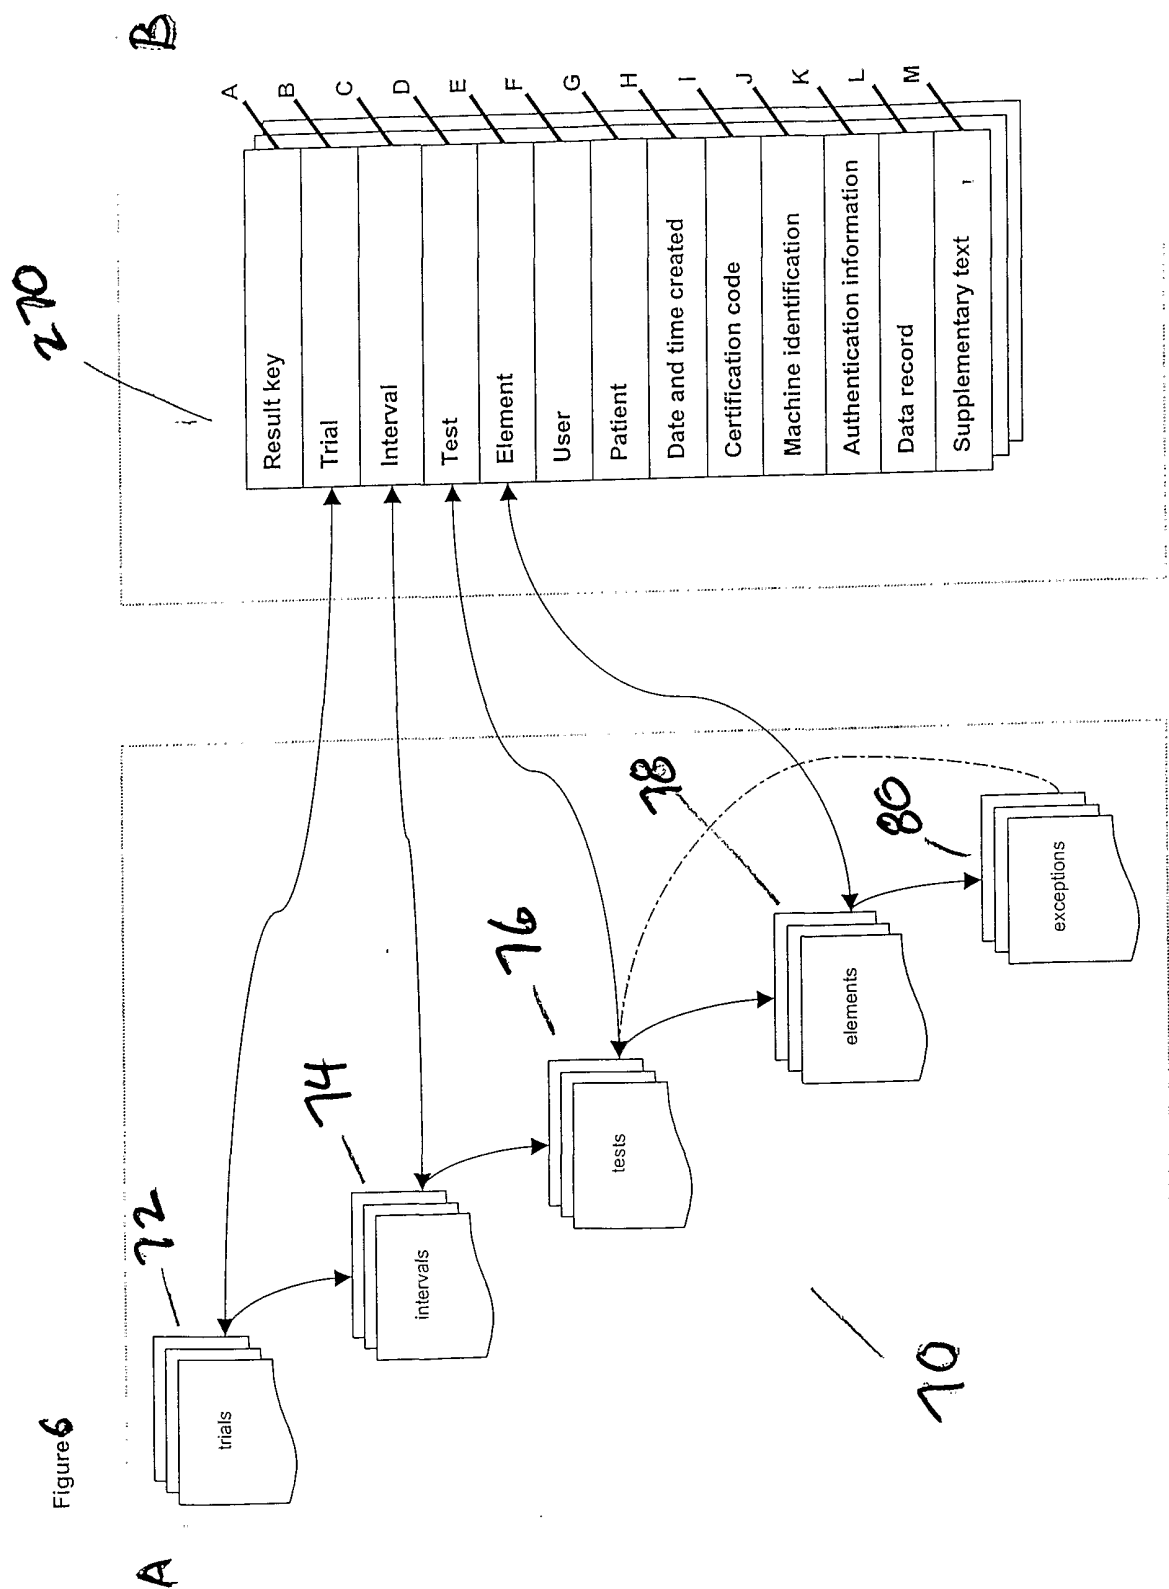 Figure 6
A
B
trials
72
intervals
74
tests
76
elements
78
exceptions
80
70
270
Result key
A
Trial
B
Interval
C
Test
D
Element
E
User
F
Patient
G
Date and time created
H
Certification code
I
Machine identification
J
Authentication information
K
Data record
L
Supplementary text
M